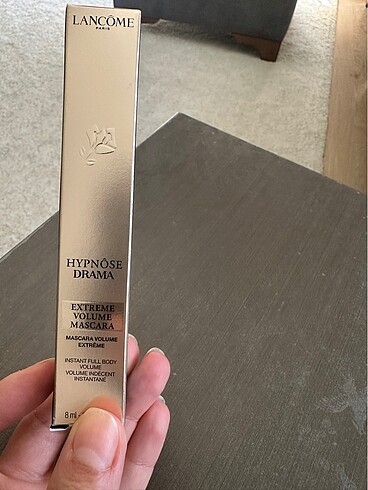 LANCÔME
PARIS
HYPNÔSE
DRAMA
EXTREME
VOLUME
MASCARA
MASCARA VOLUME
EXTRÊME
INSTANT FULL BODY
VOLUME
VOLUME INDÉCENT
INSTANTANÉ
8 ml